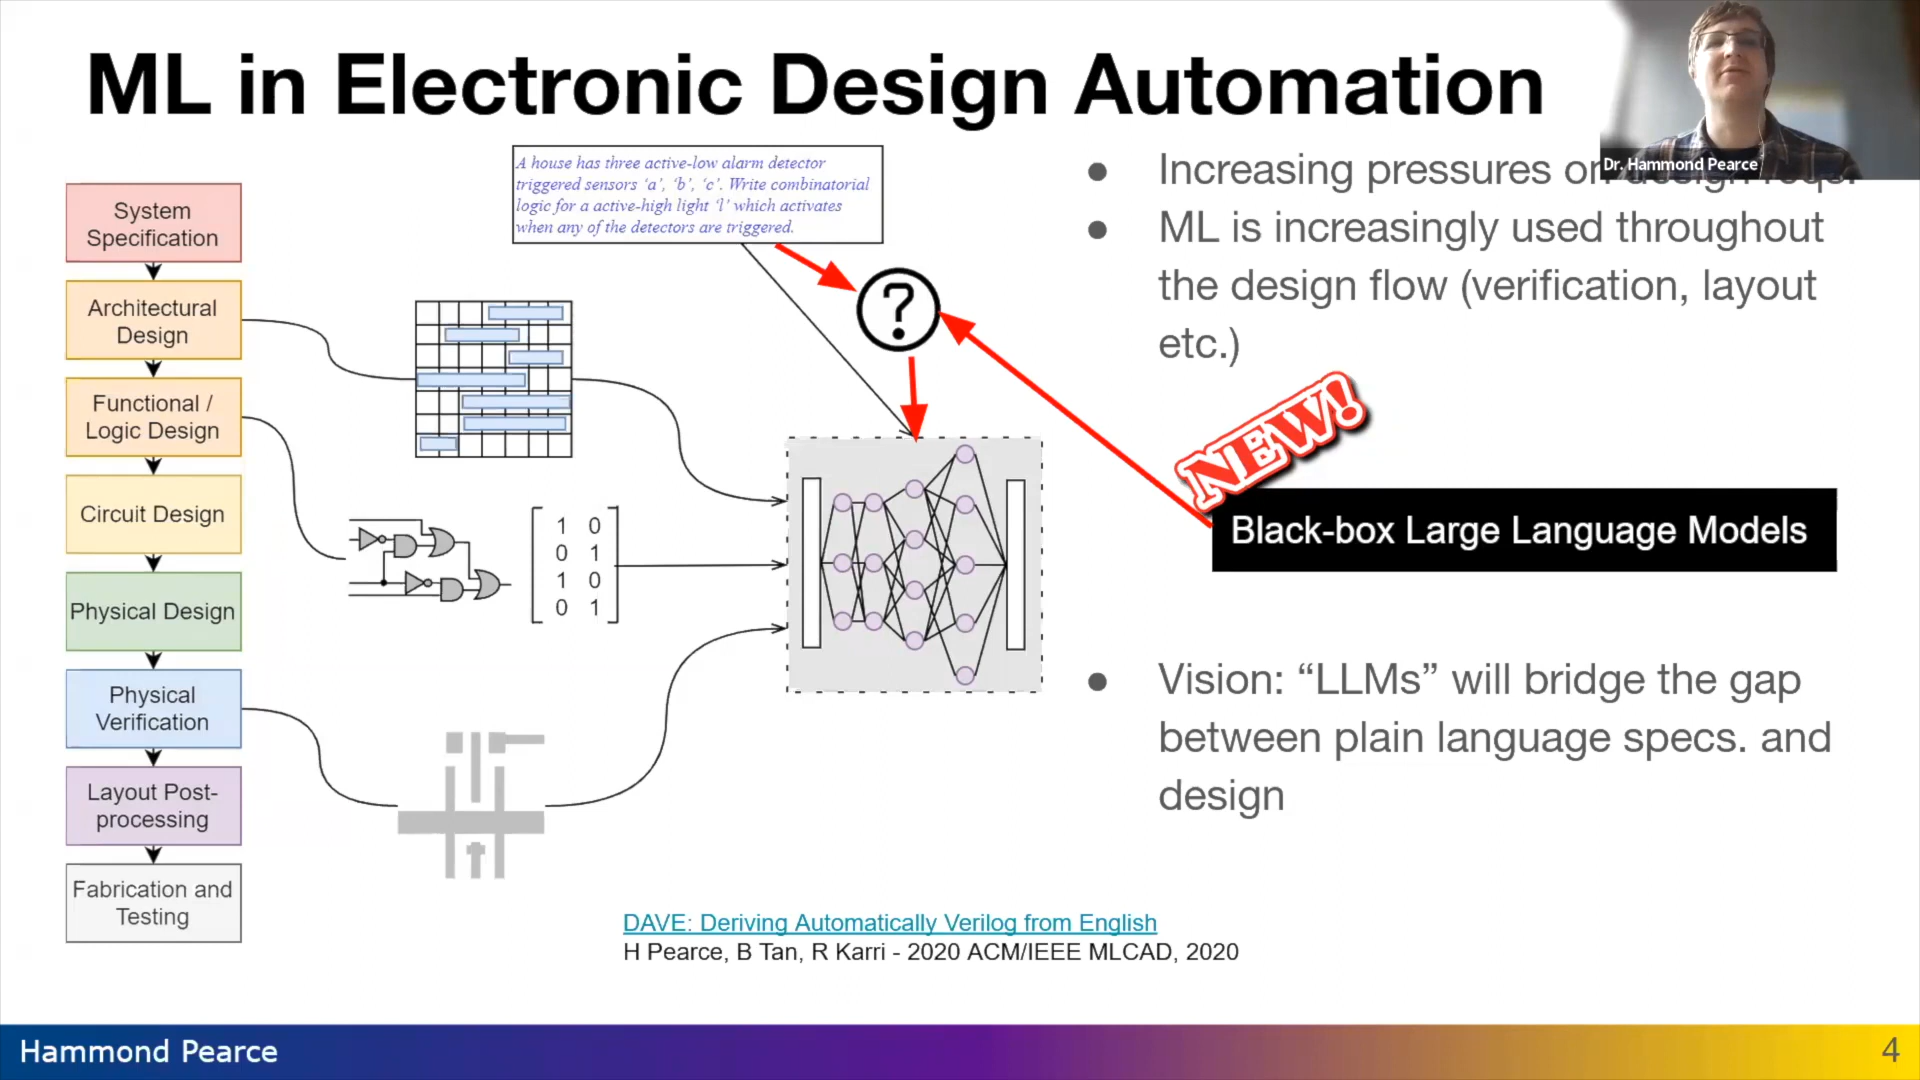 ML in Electronic Design Automation
Dr. Hammond Pearce
A house has three active-low alarm detector
triggered sensors ‘a’, ‘b’, ‘c’. Write combinatorial
logic for a active-high light ‘l’ which activates
when any of the detectors are triggered.
System
Specification
Architectural
Design
Functional /
Logic Design
Circuit Design
Physical Design
Physical
Verification
Layout Post-
processing
Fabrication and
Testing
?
1 0
0 1
1 0
0 1
● Increasing pressures on design reqs.
● ML is increasingly used throughout
the design flow (verification, layout
etc.)
NEW!
Black-box Large Language Models
● Vision: “LLMs” will bridge the gap
between plain language specs. and
design
DAVE: Deriving Automatically Verilog from English
H Pearce, B Tan, R Karri - 2020 ACM/IEEE MLCAD, 2020
Hammond Pearce
4